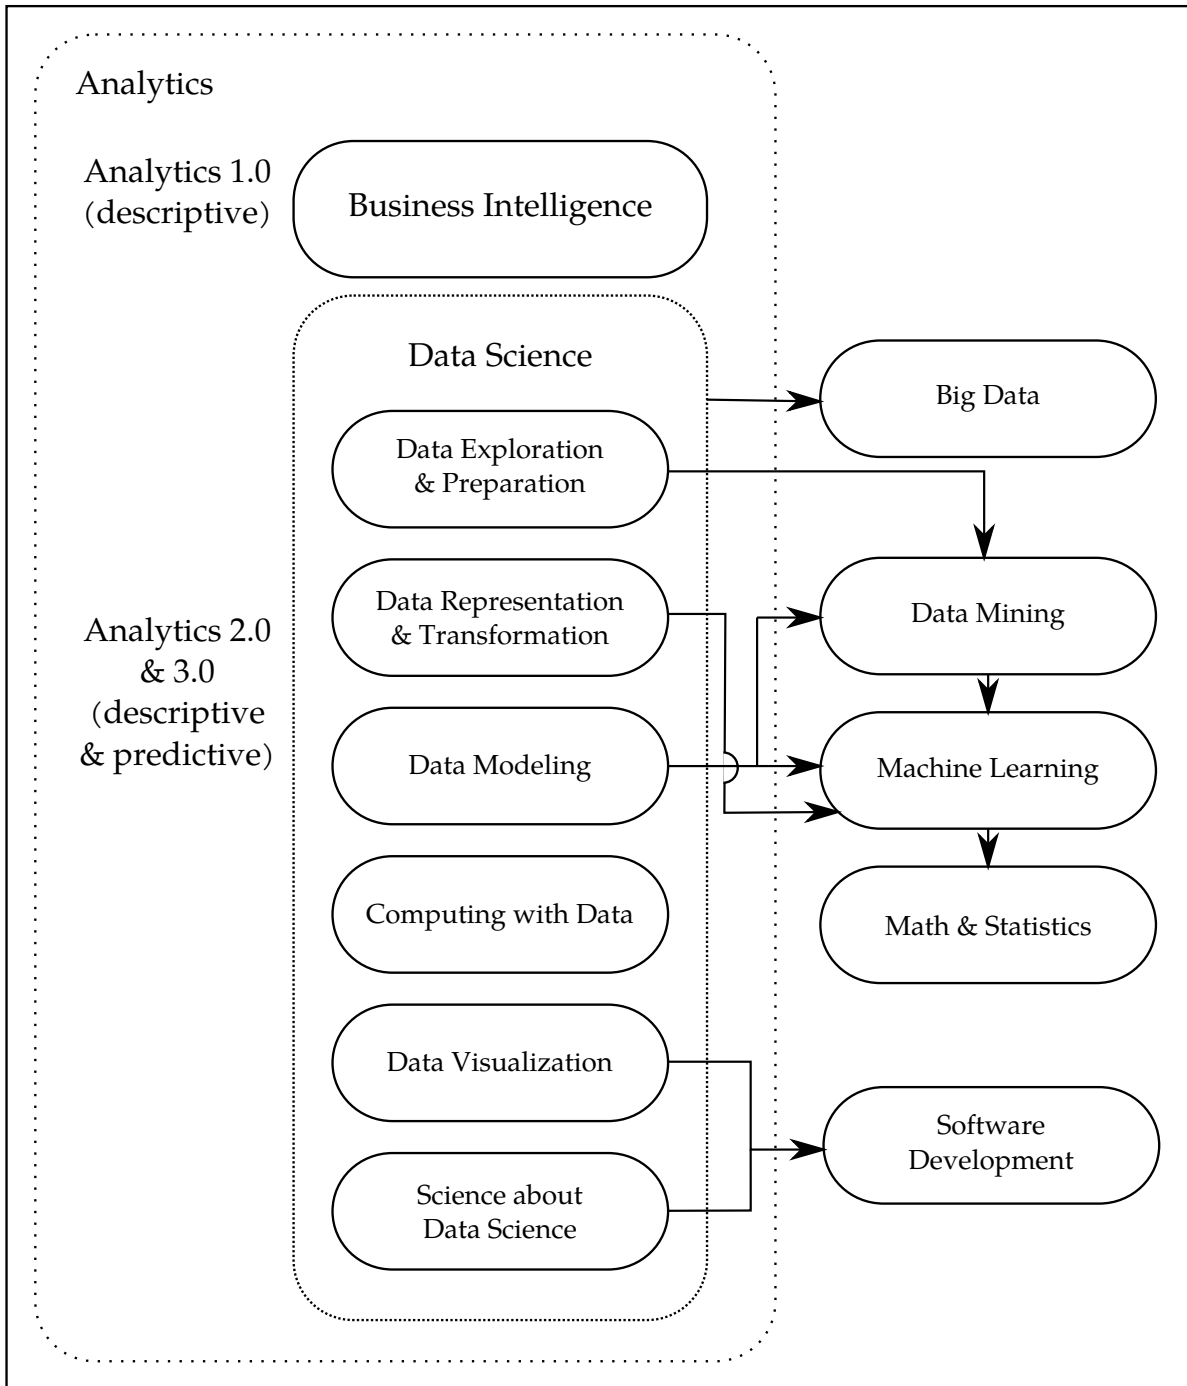 Analytics
Analytics 1.0
(descriptive)
Business Intelligence
Data Science
Big Data
Data Exploration
& Preparation
Data Representation
& Transformation
Data Mining
Analytics 2.0
& 3.0
(descriptive
& predictive)
Data Modeling
Machine Learning
Computing with Data
Math & Statistics
Data Visualization
Software
Development
Science about
Data Science